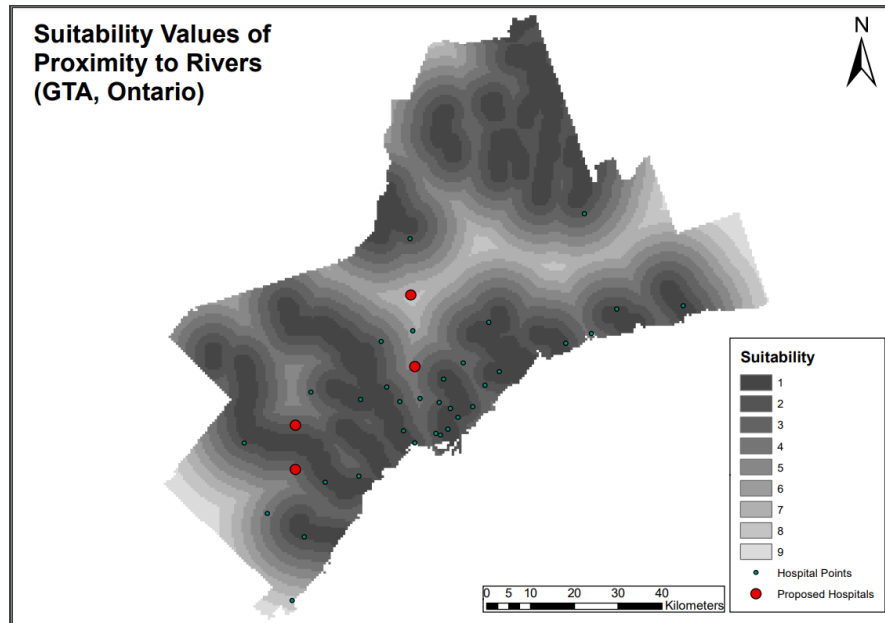 Suitability Values of
Proximity to Rivers
(GTA, Ontario)
N
Suitability
1
2
3
4
5
6
7
8
9
Hospital Points
Proposed Hospitals
0 5 10 20 30 40
Kilometers